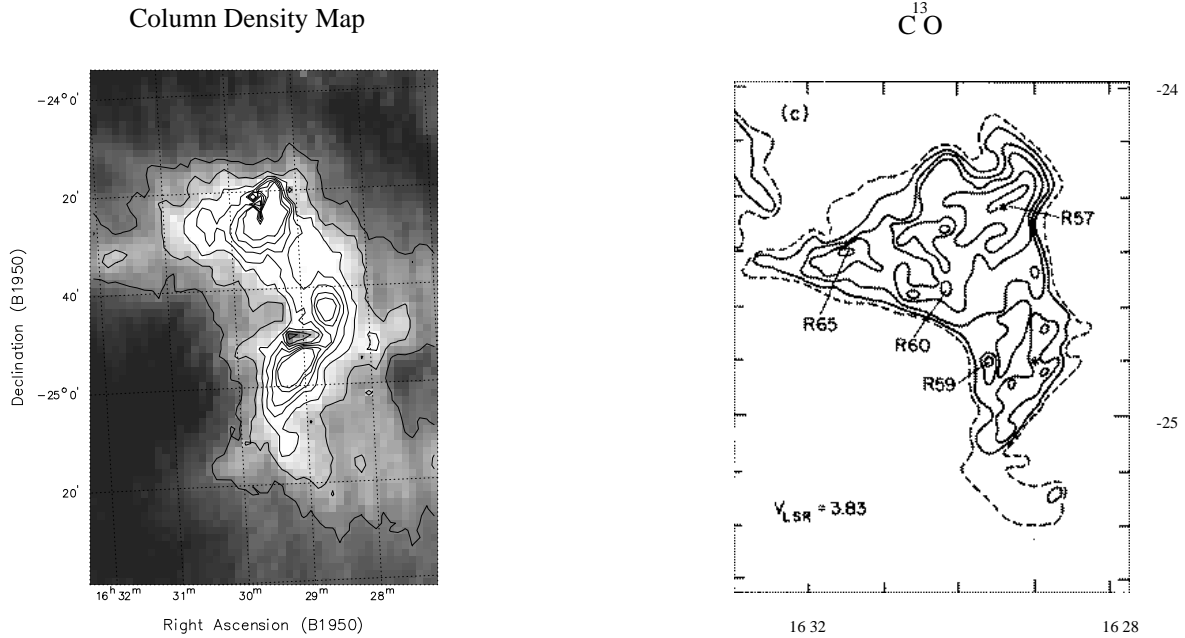 Column Density Map
13
C O
-24°0'
20'
40'
-25°0'
20'
Declination (B1950)
16h32m
31m
30m
29m
28m
Right Ascension (B1950)
(c)
R57
R65
R60
R59
VLSR = 3.83
-24
-25
16 32
16 28